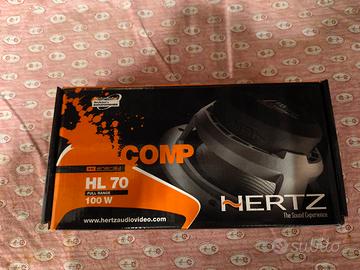 COMP
HL 70
FULL RANGE
100 W
www.hertzaudiovideo.com
HERTZ
The Sound Experience
subito